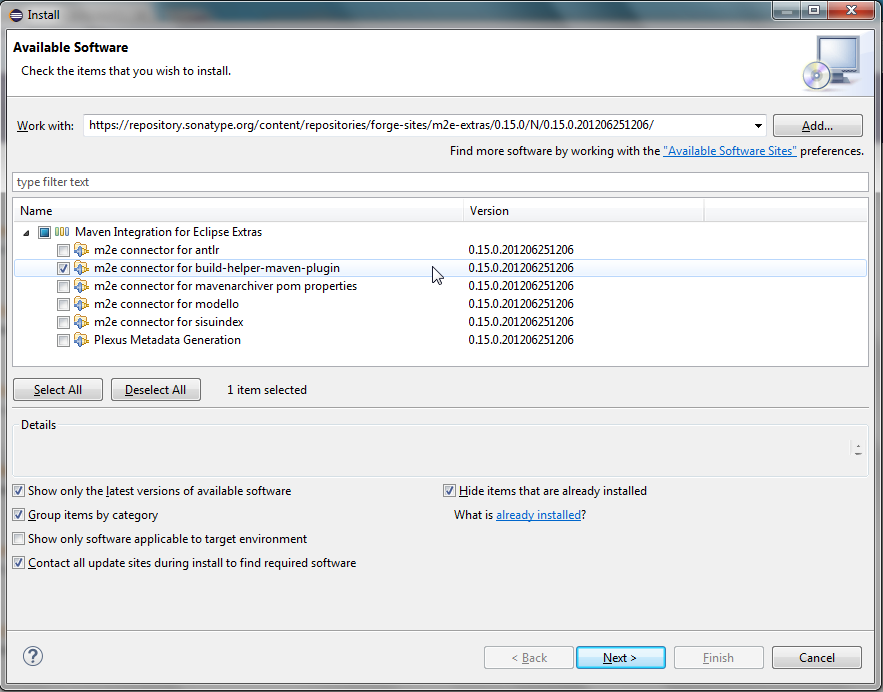 Install
Available Software
Check the items that you wish to install.
Work with: https://repository.sonatype.org/content/repositories/forge-sites/m2e-extras/0.15.0/N/0.15.0.201206251206/ Add...
Find more software by working with the "Available Software Sites" preferences.
type filter text
Name Version
Maven Integration for Eclipse Extras
m2e connector for antlr 0.15.0.201206251206
m2e connector for build-helper-maven-plugin 0.15.0.201206251206
m2e connector for mavenarchiver pom properties 0.15.0.201206251206
m2e connector for modello 0.15.0.201206251206
m2e connector for sisuindex 0.15.0.201206251206
Plexus Metadata Generation 0.15.0.201206251206
Select All Deselect All 1 item selected
Details
Show only the latest versions of available software Hide items that are already installed
Group items by category What is already installed?
Show only software applicable to target environment
Contact all update sites during install to find required software
? < Back Next > Finish Cancel